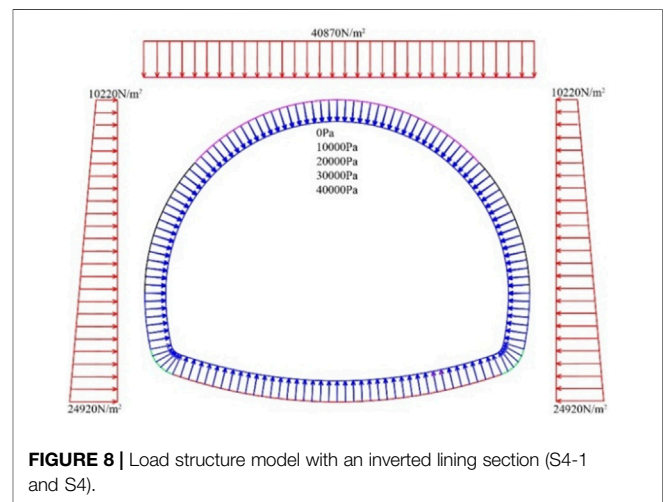 40870N/m²
10220N/m²
10220N/m²
0Pa
10000Pa
20000Pa
30000Pa
40000Pa
24920N/m²
24920N/m²
FIGURE 8 | Load structure model with an inverted lining section (S4-1
and S4).